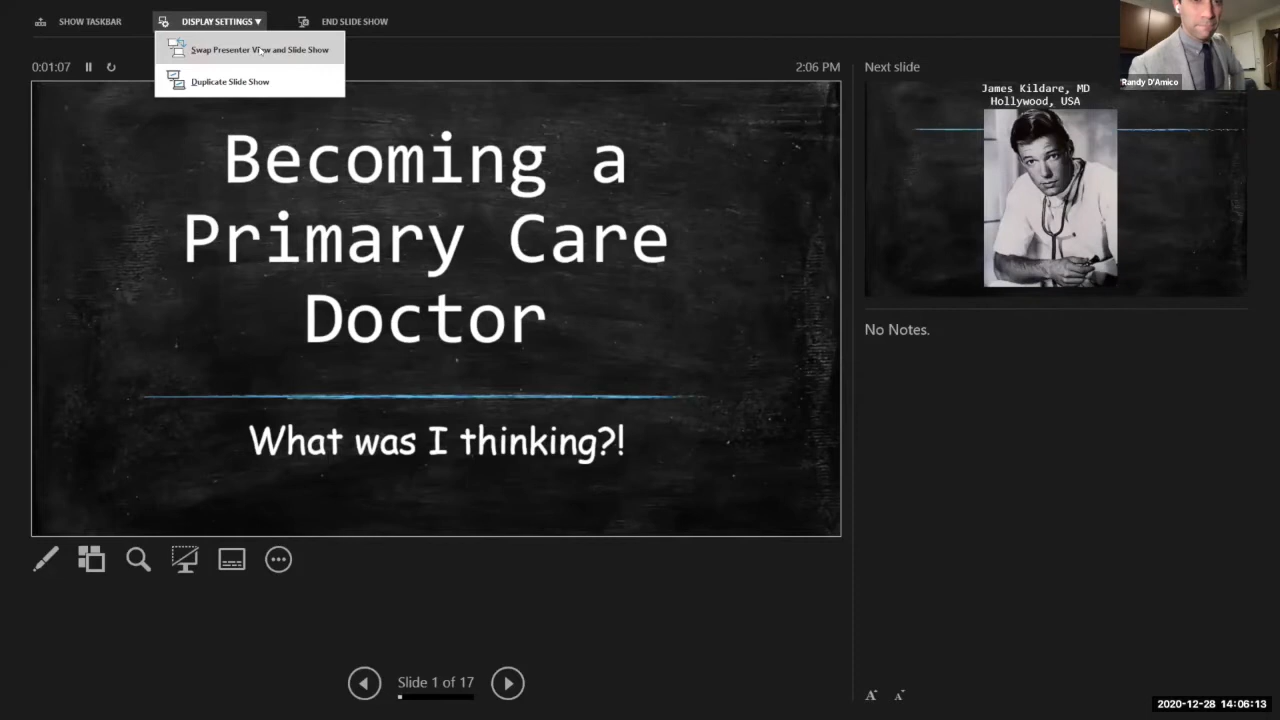 SHOW TASKBAR
DISPLAY SETTINGS ▼
END SLIDE SHOW
Swap Presenter View and Slide Show
Duplicate Slide Show
0:01:07
2:06 PM
Becoming a
Primary Care
Doctor
What was I thinking?!
Slide 1 of 17
Next slide
James Kildare, MD
Hollywood, USA
No Notes.
A A
Randy D'Amico
2020-12-28 14:06:13